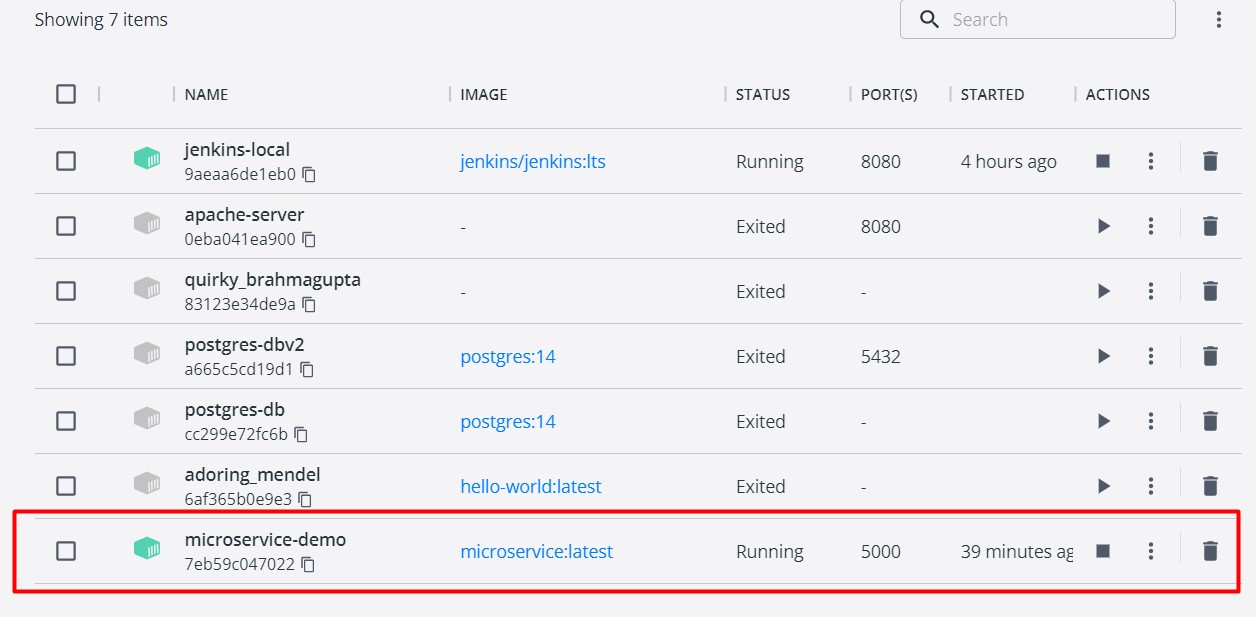 Showing 7 items
Search
NAME IMAGE STATUS PORT(S) STARTED ACTIONS
jenkins-local
9aeaa6de1eb0
jenkins/jenkins:lts Running 8080 4 hours ago
apache-server
0eba041ea900
- Exited 8080
quirky_brahmagupta
83123e34de9a
- Exited -
postgres-dbv2
a665c5cd19d1
postgres:14 Exited 5432
postgres-db
cc299e72fc6b
postgres:14 Exited -
adoring_mendel
6af365b0e9e3
hello-world:latest Exited -
microservice-demo
7eb59c047022
microservice:latest Running 5000 39 minutes ag